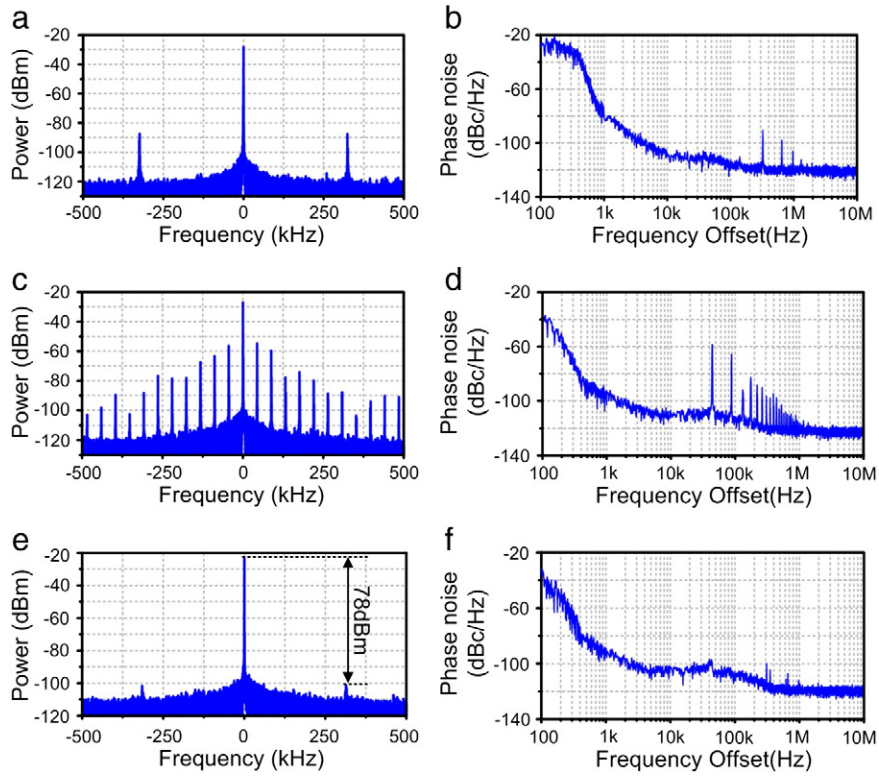 a
-20
-40
-60
-80
-100
-120
Power (dBm)
-500 -250 0 250 500
Frequency (kHz)
b
-20
-60
-100
-140
Phase noise
(dBc/Hz)
100 1k 10k 100k 1M 10M
Frequency Offset(Hz)
c
-20
-40
-60
-80
-100
-120
Power (dBm)
-500 -250 0 250 500
Frequency (kHz)
d
-20
-60
-100
-140
Phase noise
(dBc/Hz)
100 1k 10k 100k 1M 10M
Frequency Offset(Hz)
e
-20
-40
-60
-80
-100
-120
Power (dBm)
78dBm
-500 -250 0 250 500
Frequency (kHz)
f
-20
-60
-100
-140
Phase noise
(dBc/Hz)
100 1k 10k 100k 1M 10M
Frequency Offset(Hz)